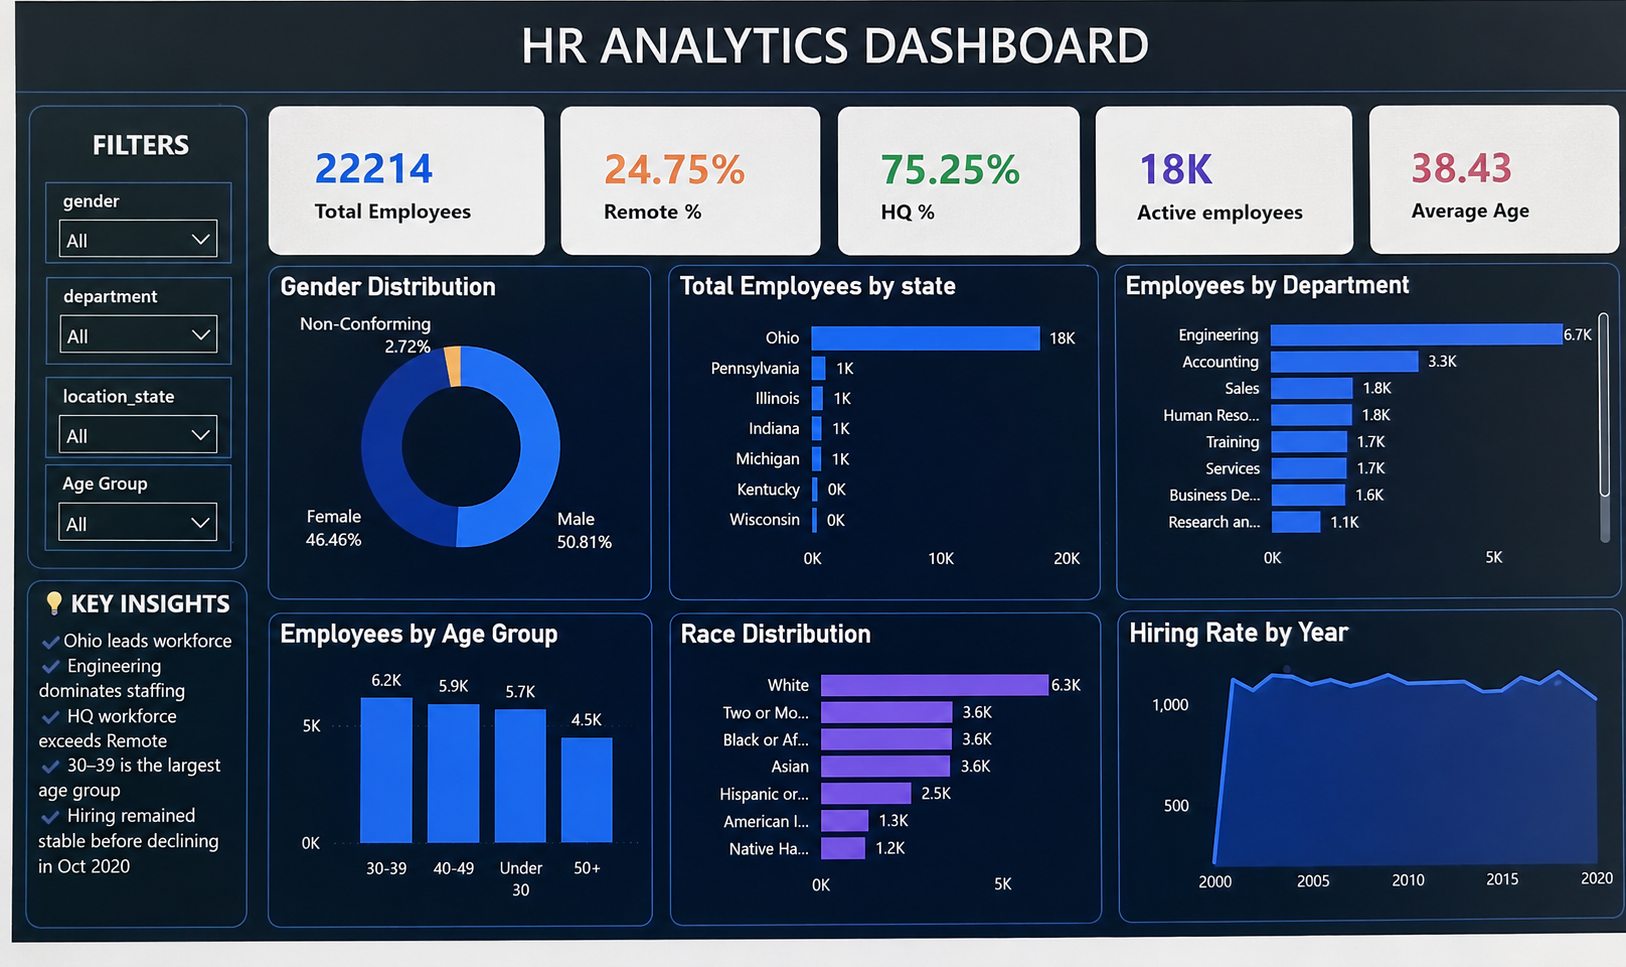 HR ANALYTICS DASHBOARD
FILTERS
gender
All
department
All
location_state
All
Age Group
All
KEY INSIGHTS
Ohio leads workforce
Engineering
dominates staffing
HQ workforce
exceeds Remote
30–39 is the largest
age group
Hiring remained
stable before declining
in Oct 2020
22214
Total Employees
24.75%
Remote %
75.25%
HQ %
18K
Active employees
38.43
Average Age
Gender Distribution
Non-Conforming
2.72%
Female
46.46%
Male
50.81%
Total Employees by state
Ohio 18K
Pennsylvania 1K
Illinois 1K
Indiana 1K
Michigan 1K
Kentucky 0K
Wisconsin 0K
0K 10K 20K
Employees by Department
Engineering 6.7K
Accounting 3.3K
Sales 1.8K
Human Reso... 1.8K
Training 1.7K
Services 1.7K
Business De... 1.6K
Research an... 1.1K
0K 5K
Employees by Age Group
6.2K 5.9K 5.7K 4.5K
5K
0K
30-39 40-49 Under 50+
30
Race Distribution
White 6.3K
Two or Mo... 3.6K
Black or Af... 3.6K
Asian 3.6K
Hispanic or... 2.5K
American I... 1.3K
Native Ha... 1.2K
0K 5K
Hiring Rate by Year
1,000
500
2000 2005 2010 2015 2020